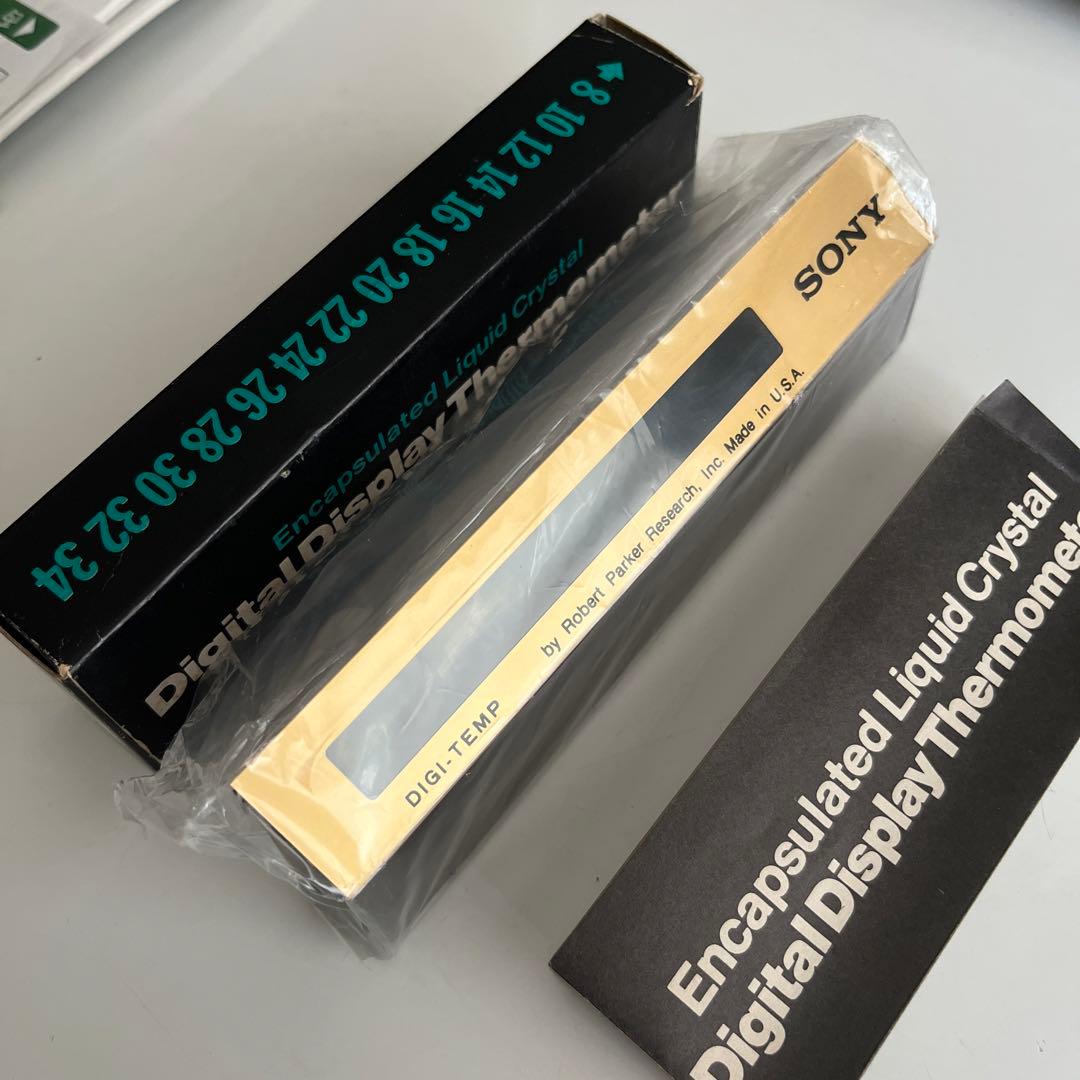 8 10 12 14 16 18 20 22 24 26 28 30 32 34
Encapsulated Liquid Crystal
Digital Display Thermometer
SONY
DIGI-TEMP
by Robert Parker Research, Inc. Made in U.S.A.
Encapsulated Liquid Crystal
Digital Display Thermomet